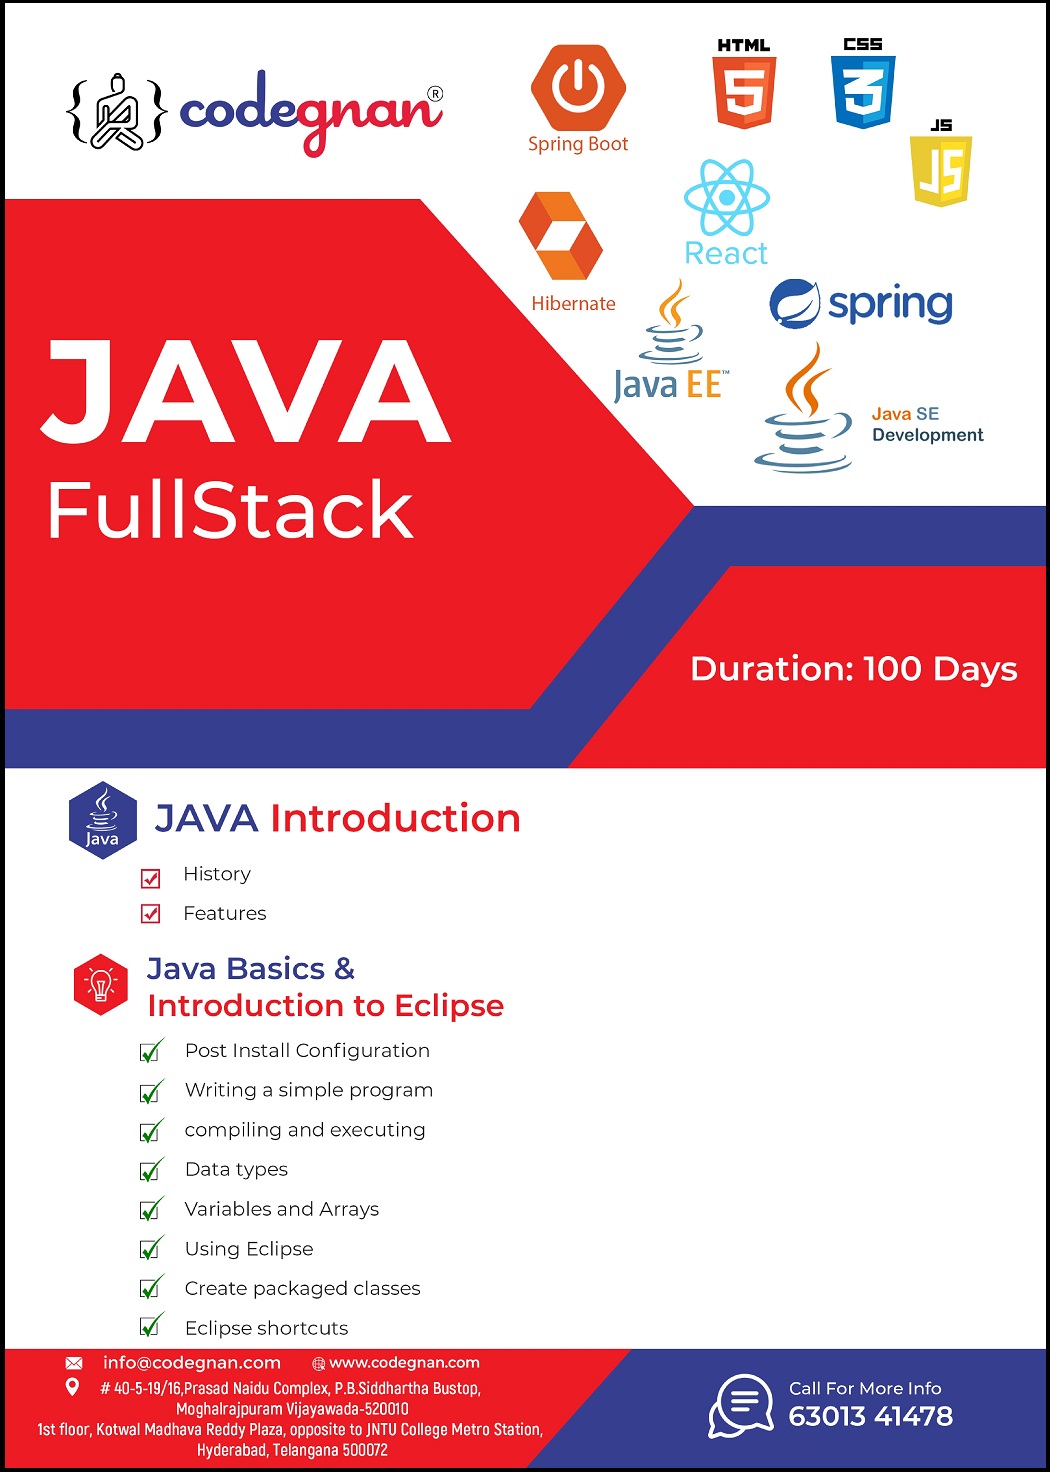 codegnan®
Spring Boot
HTML
5
CSS
3
JS
JS
React
Hibernate
spring
Java EE™
Java SE
Development
JAVA
FullStack
Duration: 100 Days
Java
JAVA Introduction
History
Features
Java Basics &
Introduction to Eclipse
Post Install Configuration
Writing a simple program
compiling and executing
Data types
Variables and Arrays
Using Eclipse
Create packaged classes
Eclipse shortcuts
info@codegnan.com www.codegnan.com
# 40-5-19/16,Prasad Naidu Complex, P.B.Siddhartha Bustop,
Moghalrajpuram Vijayawada-520010
1st floor, Kotwal Madhava Reddy Plaza, opposite to JNTU College Metro Station,
Hyderabad, Telangana 500072
Call For More Info
63013 41478